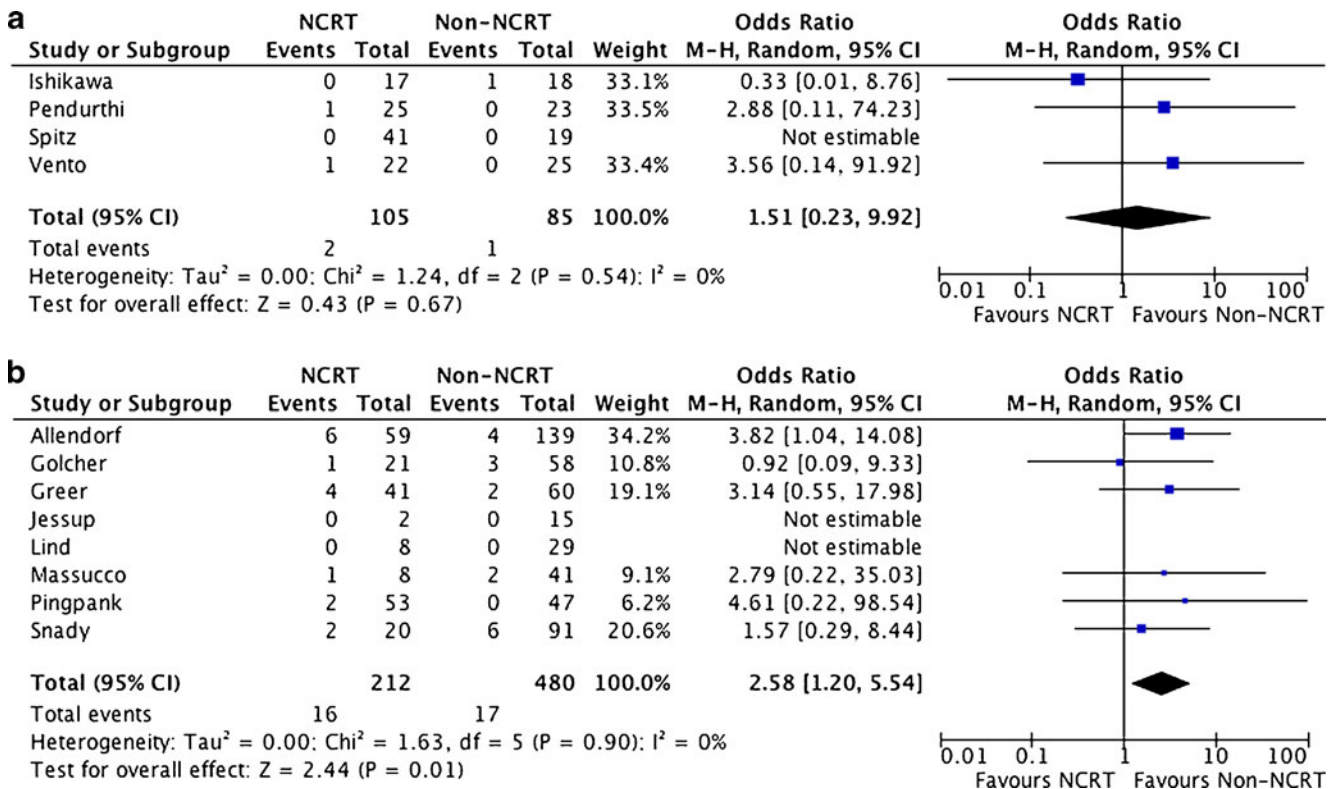 a
NCRT Non-NCRT Odds Ratio Odds Ratio
Study or Subgroup Events Total Events Total Weight M-H, Random, 95% CI M-H, Random, 95% CI
Ishikawa 0 17 1 18 33.1% 0.33 [0.01, 8.76]
Pendurthi 1 25 0 23 33.5% 2.88 [0.11, 74.23]
Spitz 0 41 0 19 Not estimable
Vento 1 22 0 25 33.4% 3.56 [0.14, 91.92]
Total (95% CI) 105 85 100.0% 1.51 [0.23, 9.92]
Total events 2 1
Heterogeneity: Tau² = 0.00; Chi² = 1.24, df = 2 (P = 0.54); I² = 0%
Test for overall effect: Z = 0.43 (P = 0.67)
0.01 0.1 1 10 100
Favours NCRT Favours Non-NCRT
b
NCRT Non-NCRT Odds Ratio Odds Ratio
Study or Subgroup Events Total Events Total Weight M-H, Random, 95% CI M-H, Random, 95% CI
Allendorf 6 59 4 139 34.2% 3.82 [1.04, 14.08]
Golcher 1 21 3 58 10.8% 0.92 [0.09, 9.33]
Greer 4 41 2 60 19.1% 3.14 [0.55, 17.98]
Jessup 0 2 0 15 Not estimable
Lind 0 8 0 29 Not estimable
Massucco 1 8 2 41 9.1% 2.79 [0.22, 35.03]
Pingpank 2 53 0 47 6.2% 4.61 [0.22, 98.54]
Snady 2 20 6 91 20.6% 1.57 [0.29, 8.44]
Total (95% CI) 212 480 100.0% 2.58 [1.20, 5.54]
Total events 16 17
Heterogeneity: Tau² = 0.00; Chi² = 1.63, df = 5 (P = 0.90); I² = 0%
Test for overall effect: Z = 2.44 (P = 0.01)
0.01 0.1 1 10 100
Favours NCRT Favours Non-NCRT